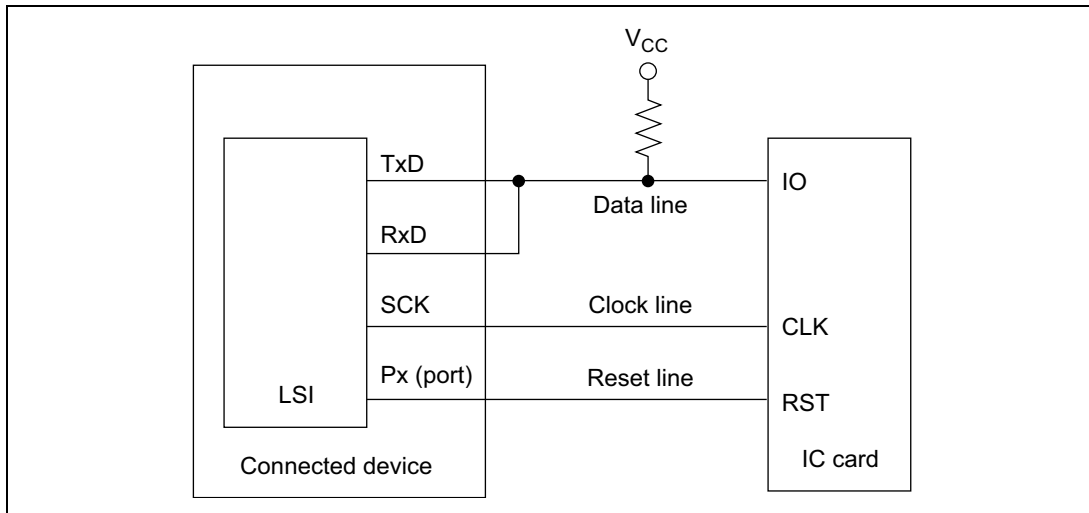 VCC
TxD
IO
Data line
RxD
SCK
Clock line
CLK
Px (port)
Reset line
RST
LSI
IC card
Connected device